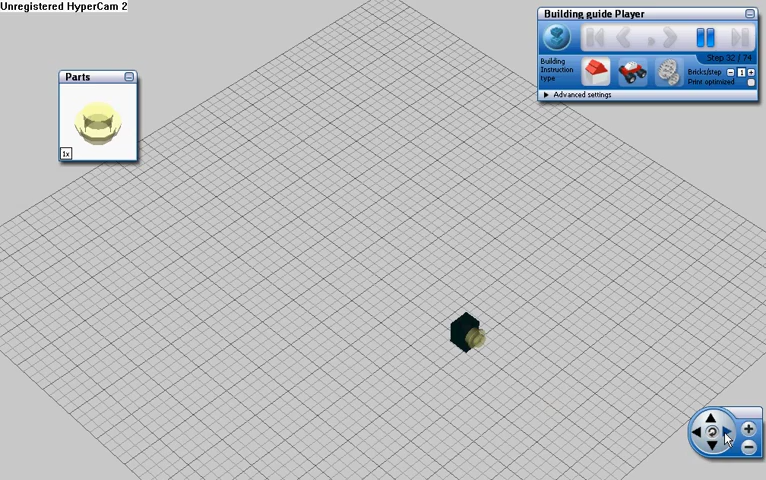 Unregistered HyperCam 2
Building guide Player
Parts
Step 32 / 74
Building
Instruction
type
Bricks/step
1
Print optimized
Advanced settings
1x